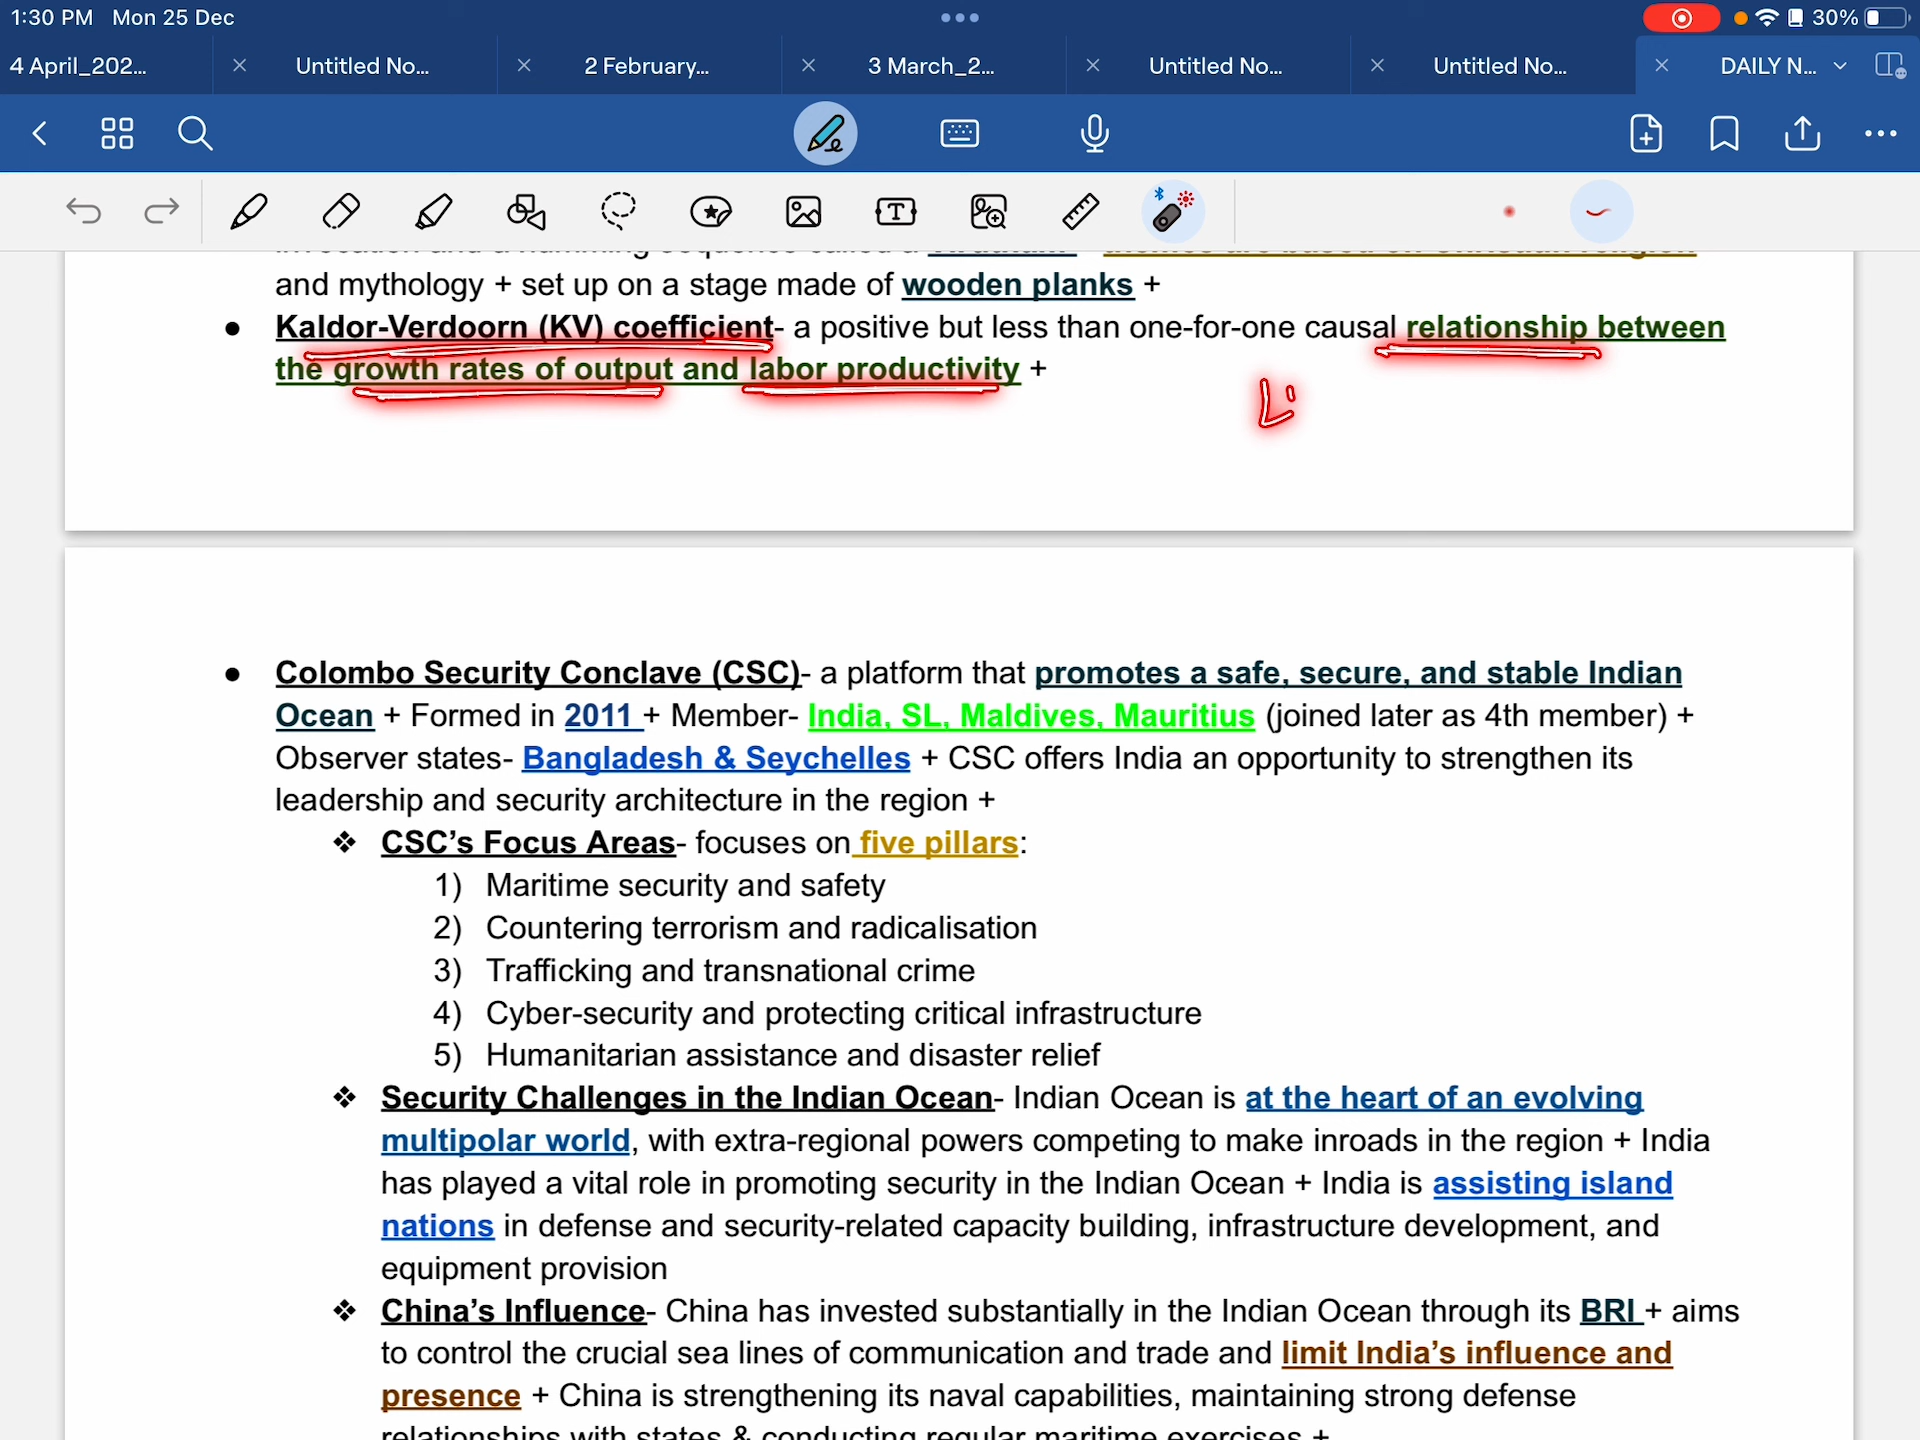 1:30 PM Mon 25 Dec
30%
4 April_202...
Untitled No...
2 February...
3 March_2...
Untitled No...
Untitled No...
DAILY N...
and mythology + set up on a stage made of wooden planks +
● Kaldor-Verdoorn (KV) coefficient- a positive but less than one-for-one causal relationship between
the growth rates of output and labor productivity +
● Colombo Security Conclave (CSC)- a platform that promotes a safe, secure, and stable Indian
Ocean + Formed in 2011 + Member- India, SL, Maldives, Mauritius (joined later as 4th member) +
Observer states- Bangladesh & Seychelles + CSC offers India an opportunity to strengthen its
leadership and security architecture in the region +
❖ CSC’s Focus Areas- focuses on five pillars:
1) Maritime security and safety
2) Countering terrorism and radicalisation
3) Trafficking and transnational crime
4) Cyber-security and protecting critical infrastructure
5) Humanitarian assistance and disaster relief
❖ Security Challenges in the Indian Ocean- Indian Ocean is at the heart of an evolving
multipolar world, with extra-regional powers competing to make inroads in the region + India
has played a vital role in promoting security in the Indian Ocean + India is assisting island
nations in defense and security-related capacity building, infrastructure development, and
equipment provision
❖ China’s Influence- China has invested substantially in the Indian Ocean through its BRI + aims
to control the crucial sea lines of communication and trade and limit India’s influence and
presence + China is strengthening its naval capabilities, maintaining strong defense
relationships with states & conducting regular maritime exercises +